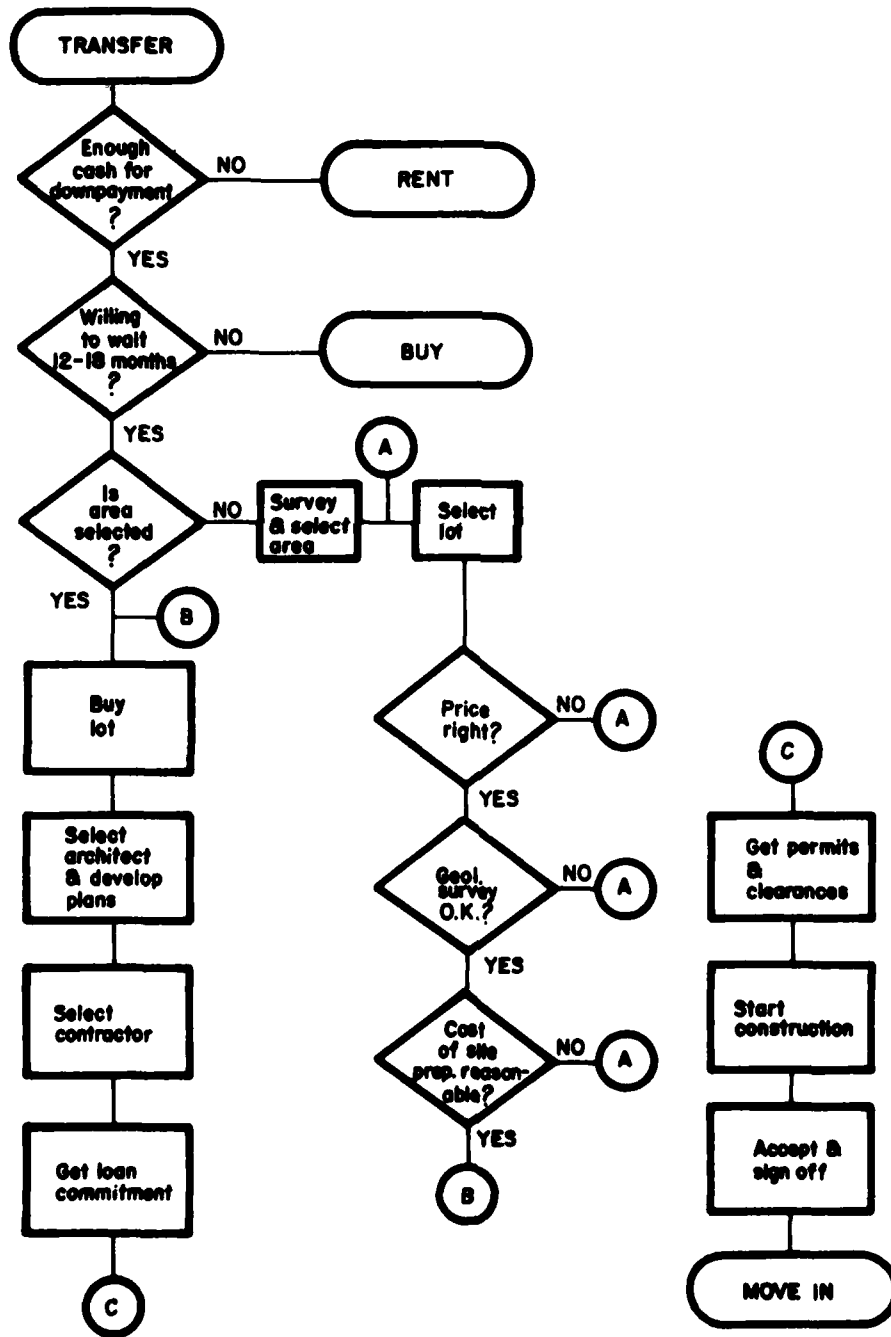 TRANSFER
Enough
cash for
downpayment
?
NO
RENT
YES
Willing
to wait
12-18 months
?
NO
BUY
YES
A
Is
area
selected
?
NO
Survey
& select
area
Select
lot
YES
B
Buy
lot
Select
architect
& develop
plans
Select
contractor
Get loan
commitment
C
Price
right?
NO
A
YES
Geol.
survey
O.K.?
NO
A
YES
Cost
of site
prep. reason-
able?
NO
A
YES
B
C
Get permits
&
clearances
Start
construction
Accept &
sign off
MOVE IN